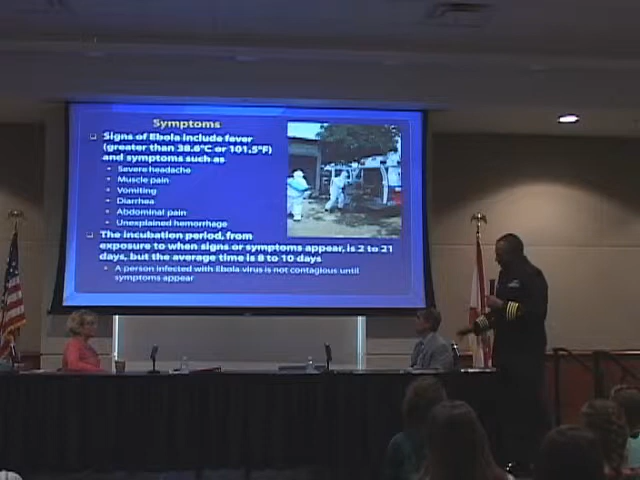 Symptoms
Signs of Ebola include fever
(greater than 38.6°C or 101.5°F)
and symptoms such as
Severe headache
Muscle pain
Vomiting
Diarrhea
Abdominal pain
Unexplained hemorrhage
The incubation period, from
exposure to when signs or symptoms appear, is 2 to 21
days, but the average time is 8 to 10 days
A person infected with Ebola virus is not contagious until
symptoms appear